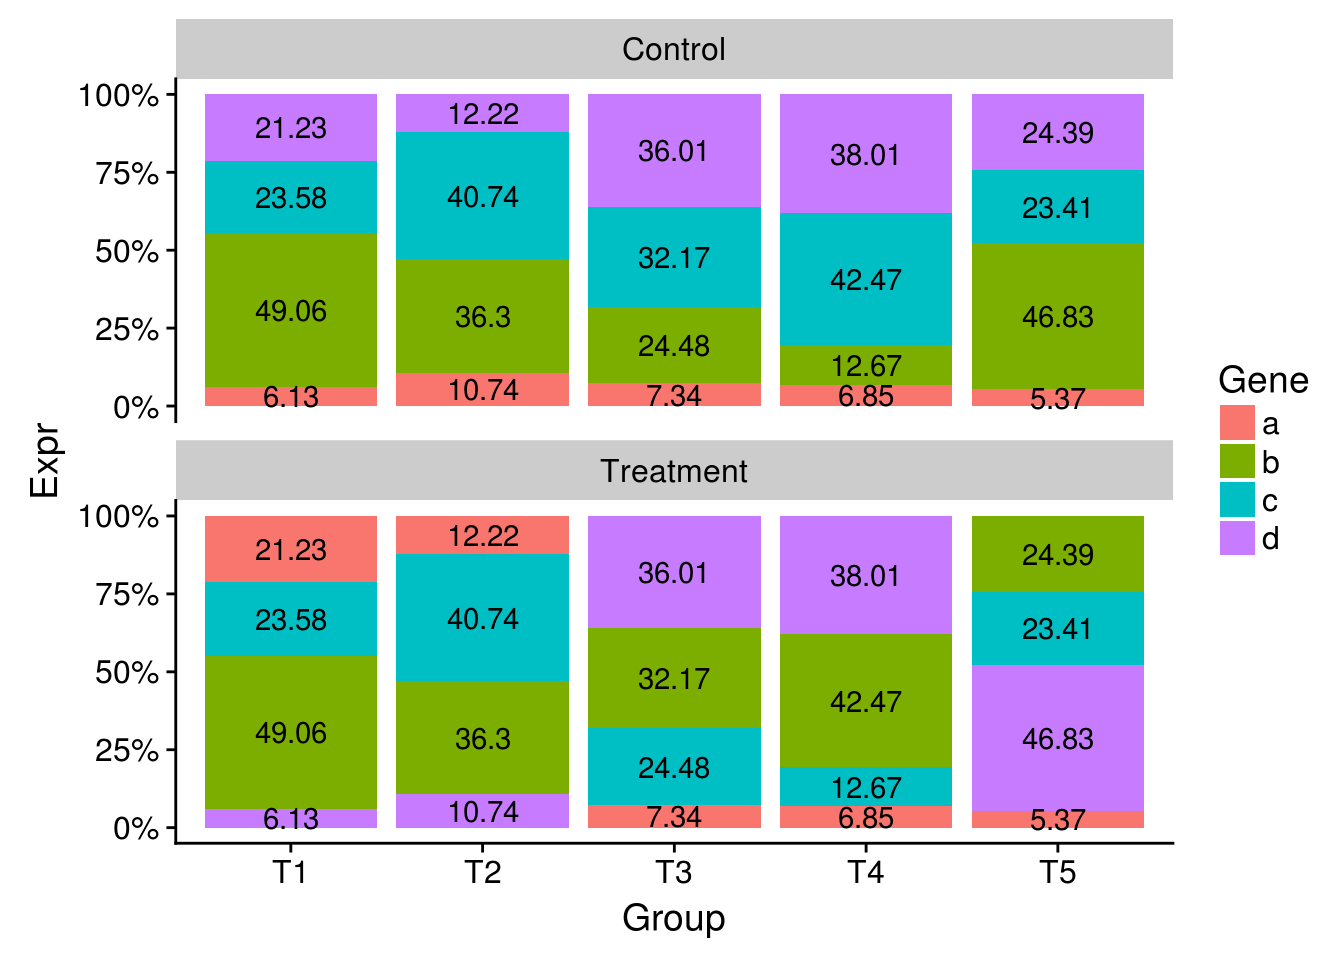 Control
100%
75%
50%
25%
0%
21.23 12.22 36.01 38.01 24.39
23.58 40.74 32.17 42.47 23.41
49.06 36.3 24.48 12.67 46.83
6.13 10.74 7.34 6.85 5.37
Expr
Treatment
100%
75%
50%
25%
0%
21.23 12.22 36.01 38.01 24.39
23.58 40.74 32.17 42.47 23.41
49.06 36.3 24.48 12.67 46.83
6.13 10.74 7.34 6.85 5.37
T1 T2 T3 T4 T5
Group
Gene
a
b
c
d